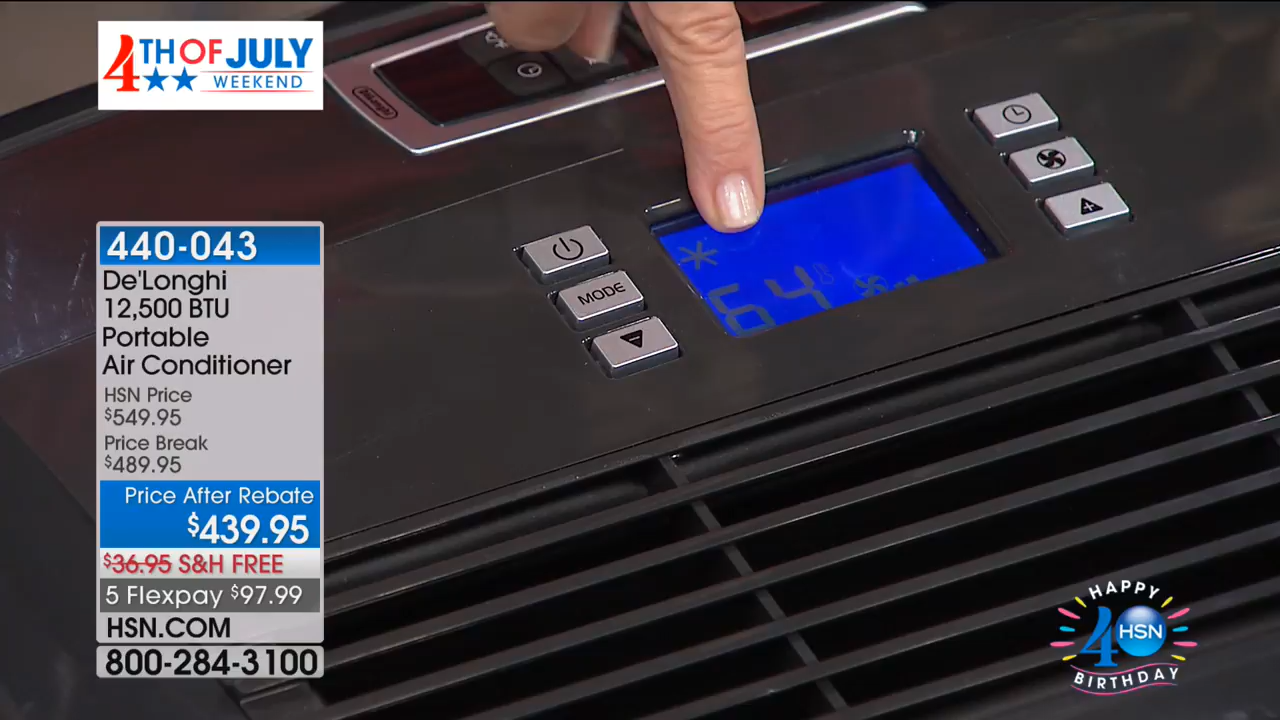 4TH OF JULY
WEEKEND
440-043
De'Longhi
12,500 BTU
Portable
Air Conditioner
HSN Price
$549.95
Price Break
$489.95
Price After Rebate
$439.95
$36.95 S&H FREE
5 Flexpay $97.99
HSN.COM
800-284-3100
DeLonghi
MODE
64
HAPPY
40
HSN
BIRTHDAY